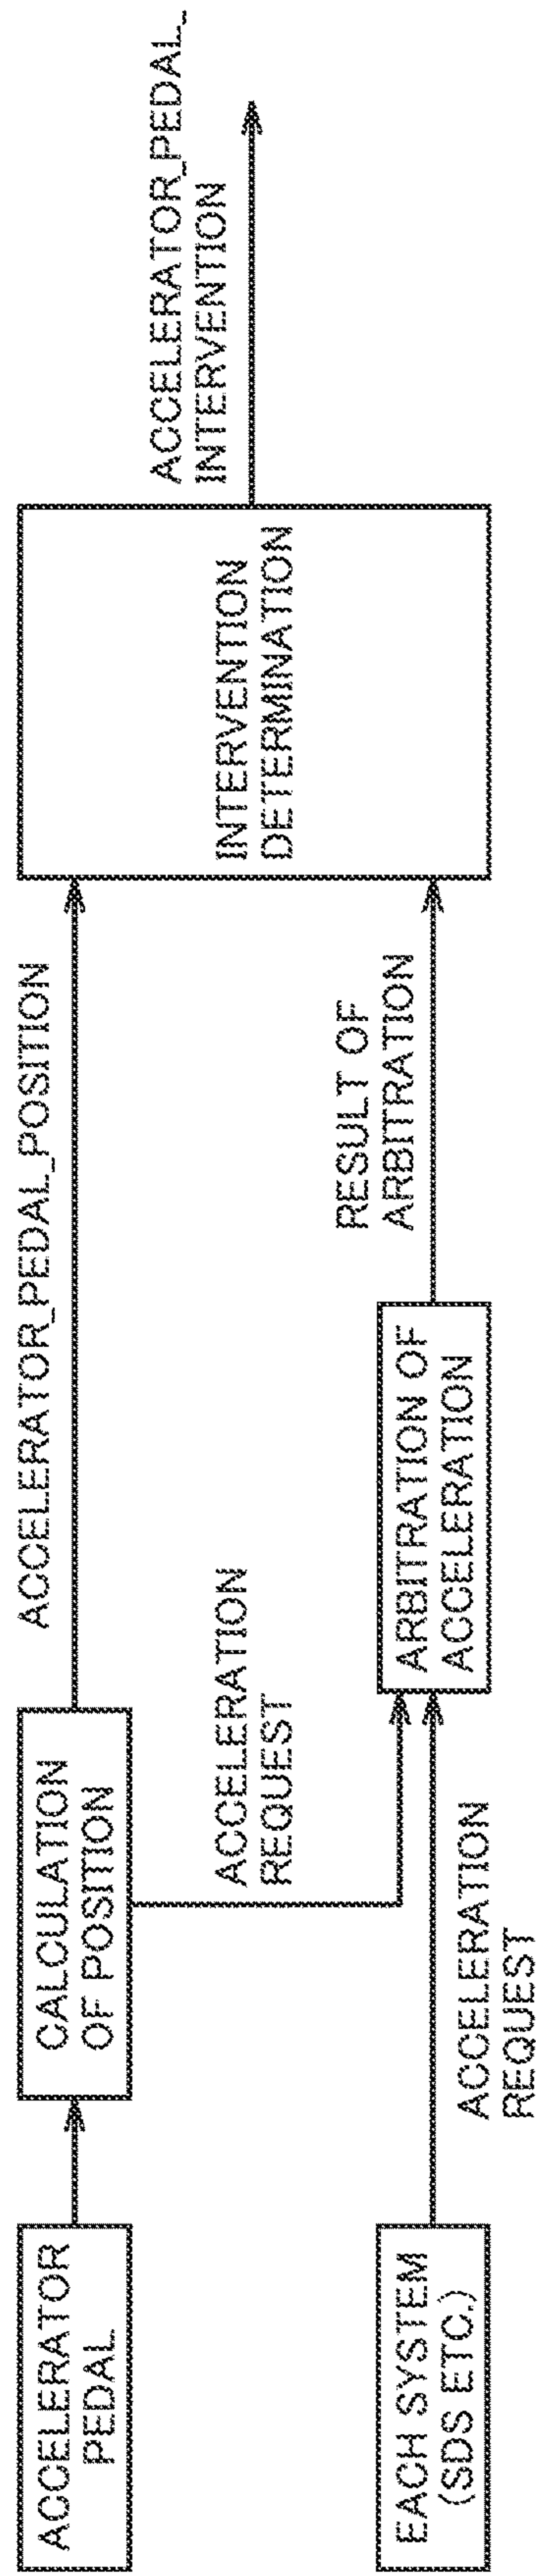 ACCELERATOR
PEDAL
CALCULATION
OF POSITION
ACCELERATOR_PEDAL_POSITION
ACCELERATION
REQUEST
EACH SYSTEM
(SDS ETC.)
ACCELERATION
REQUEST
ARBITRATION OF
ACCELERATION
RESULT OF
ARBITRATION
INTERVENTION
DETERMINATION
ACCELERATOR_PEDAL_
INTERVENTION